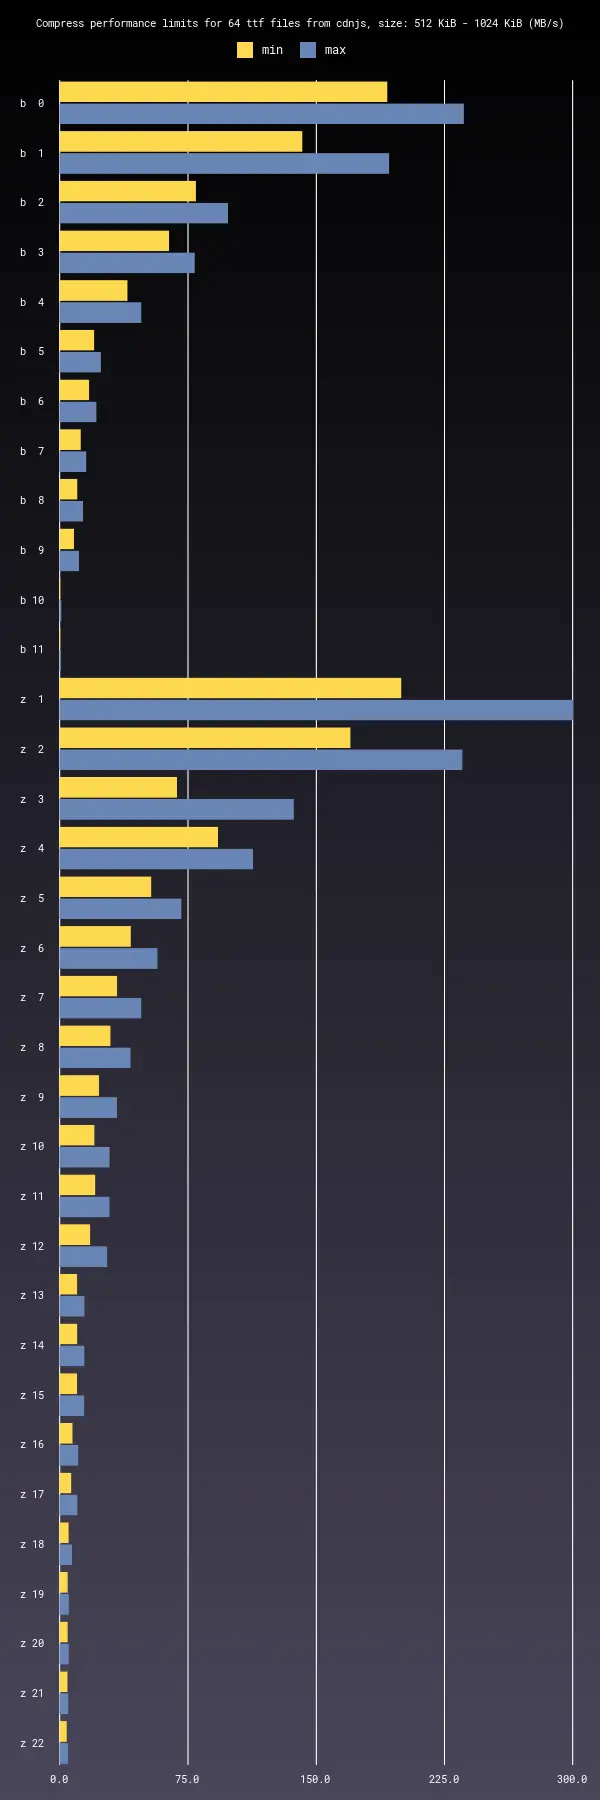 Compress performance limits for 64 ttf files from cdnjs, size: 512 KiB - 1024 KiB (MB/s)
min max
b 0
b 1
b 2
b 3
b 4
b 5
b 6
b 7
b 8
b 9
b 10
b 11
z 1
z 2
z 3
z 4
z 5
z 6
z 7
z 8
z 9
z 10
z 11
z 12
z 13
z 14
z 15
z 16
z 17
z 18
z 19
z 20
z 21
z 22
0.0 75.0 150.0 225.0 300.0